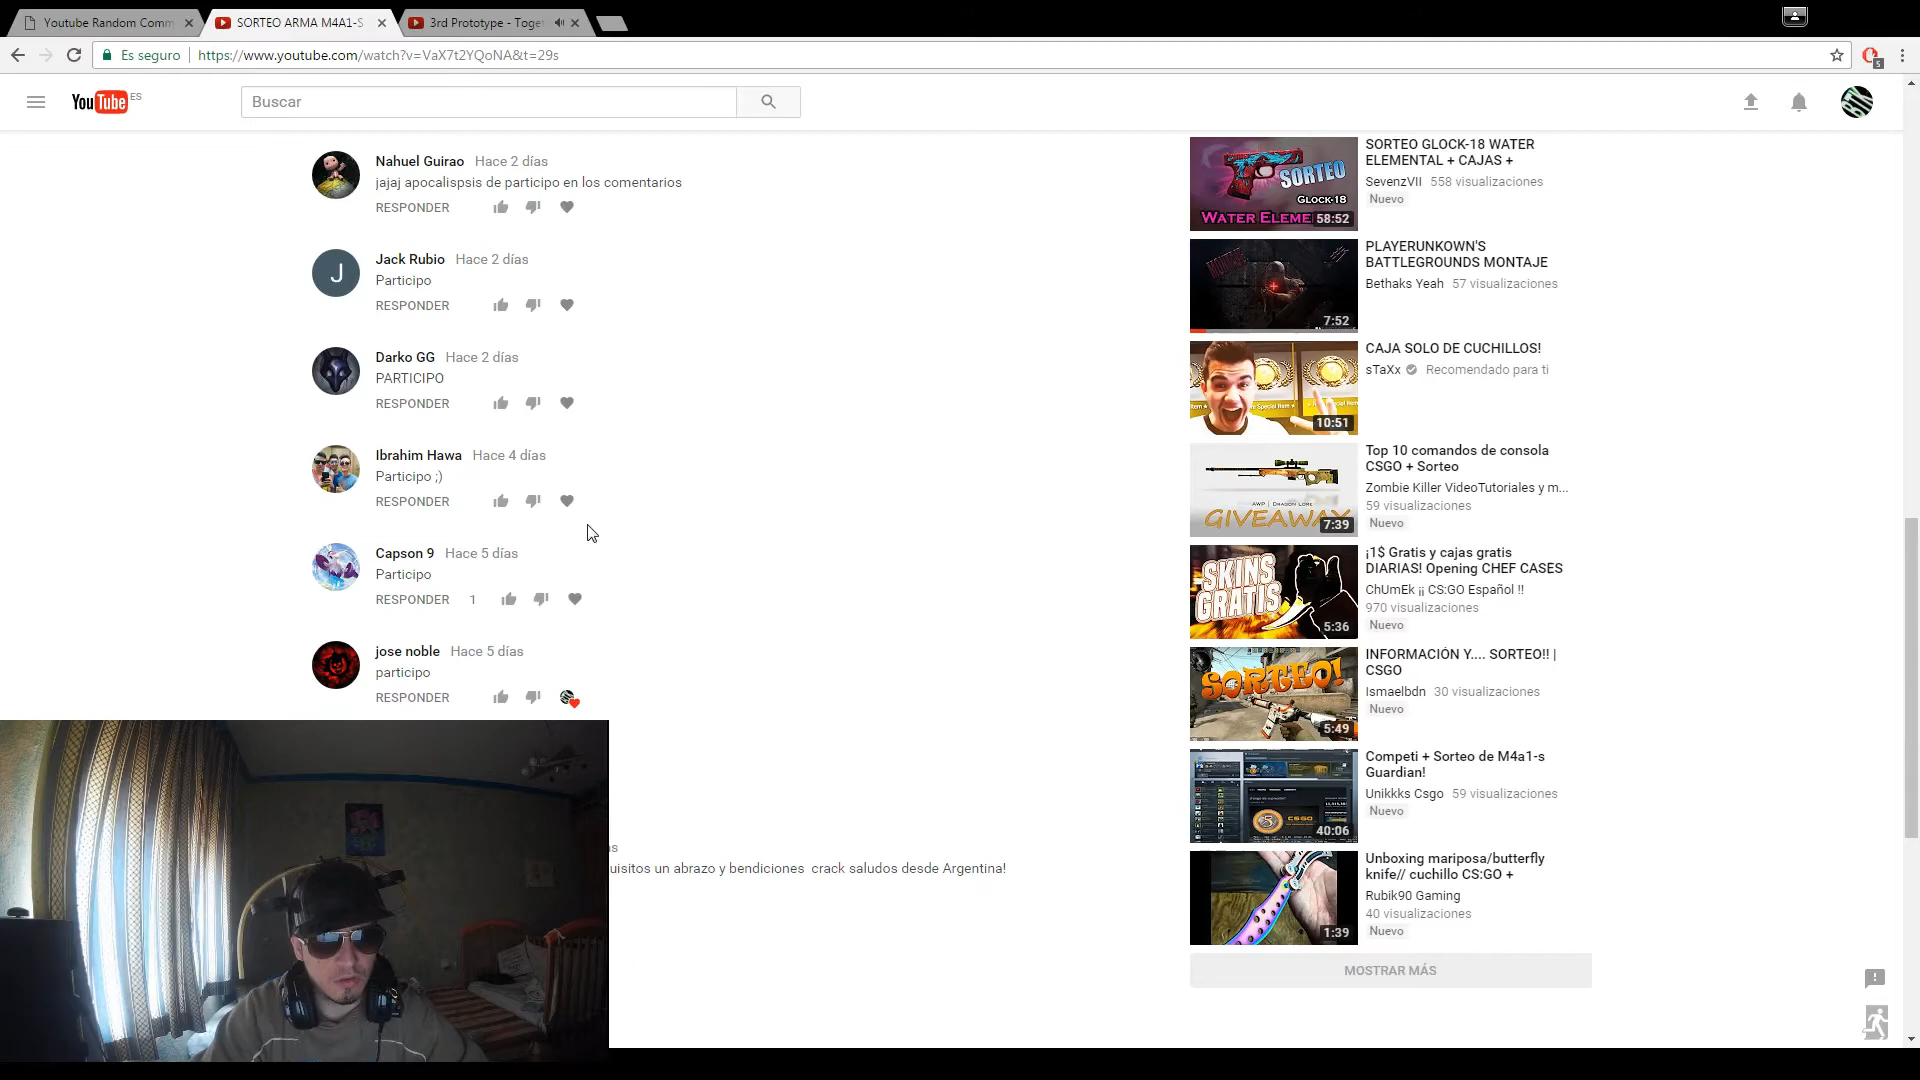 Youtube Random Comm
SORTEO ARMA M4A1-S
3rd Prototype - Toget
Es seguro
https://www.youtube.com/watch?v=VaX7t2YQoNA&t=29s
5
YouTube ES
Buscar
Nahuel Guirao Hace 2 días
jajaj apocalispsis de participo en los comentarios
RESPONDER
Jack Rubio Hace 2 días
J
Participo
RESPONDER
Darko GG Hace 2 días
PARTICIPO
RESPONDER
Ibrahim Hawa Hace 4 días
Participo ;)
RESPONDER
Capson 9 Hace 5 días
Participo
RESPONDER 1
jose noble Hace 5 días
participo
RESPONDER
uisitos un abrazo y bendiciones crack saludos desde Argentina!
SORTEO
GLOCK-18
WATER ELEME
58:52
SORTEO GLOCK-18 WATER
ELEMENTAL + CAJAS +
SevenzVII 558 visualizaciones
Nuevo
7:52
PLAYERUNKOWN'S
BATTLEGROUNDS MONTAJE
Bethaks Yeah 57 visualizaciones
10:51
CAJA SOLO DE CUCHILLOS!
sTaXx Recomendado para ti
AWP | DRAGON LORE
GIVEAWAY
7:39
Top 10 comandos de consola
CSGO + Sorteo
Zombie Killer VideoTutoriales y m...
59 visualizaciones
Nuevo
SKINS
GRATIS
5:36
¡1$ Gratis y cajas gratis
DIARIAS! Opening CHEF CASES
ChUmEk ¡¡ CS:GO Español !!
970 visualizaciones
Nuevo
SORTEO!
5:49
INFORMACIÓN Y.... SORTEO!! |
CSGO
Ismaelbdn 30 visualizaciones
Nuevo
40:06
Competi + Sorteo de M4a1-s
Guardian!
Unikkks Csgo 59 visualizaciones
Nuevo
1:39
Unboxing mariposa/butterfly
knife// cuchillo CS:GO +
Rubik90 Gaming
40 visualizaciones
Nuevo
MOSTRAR MÁS